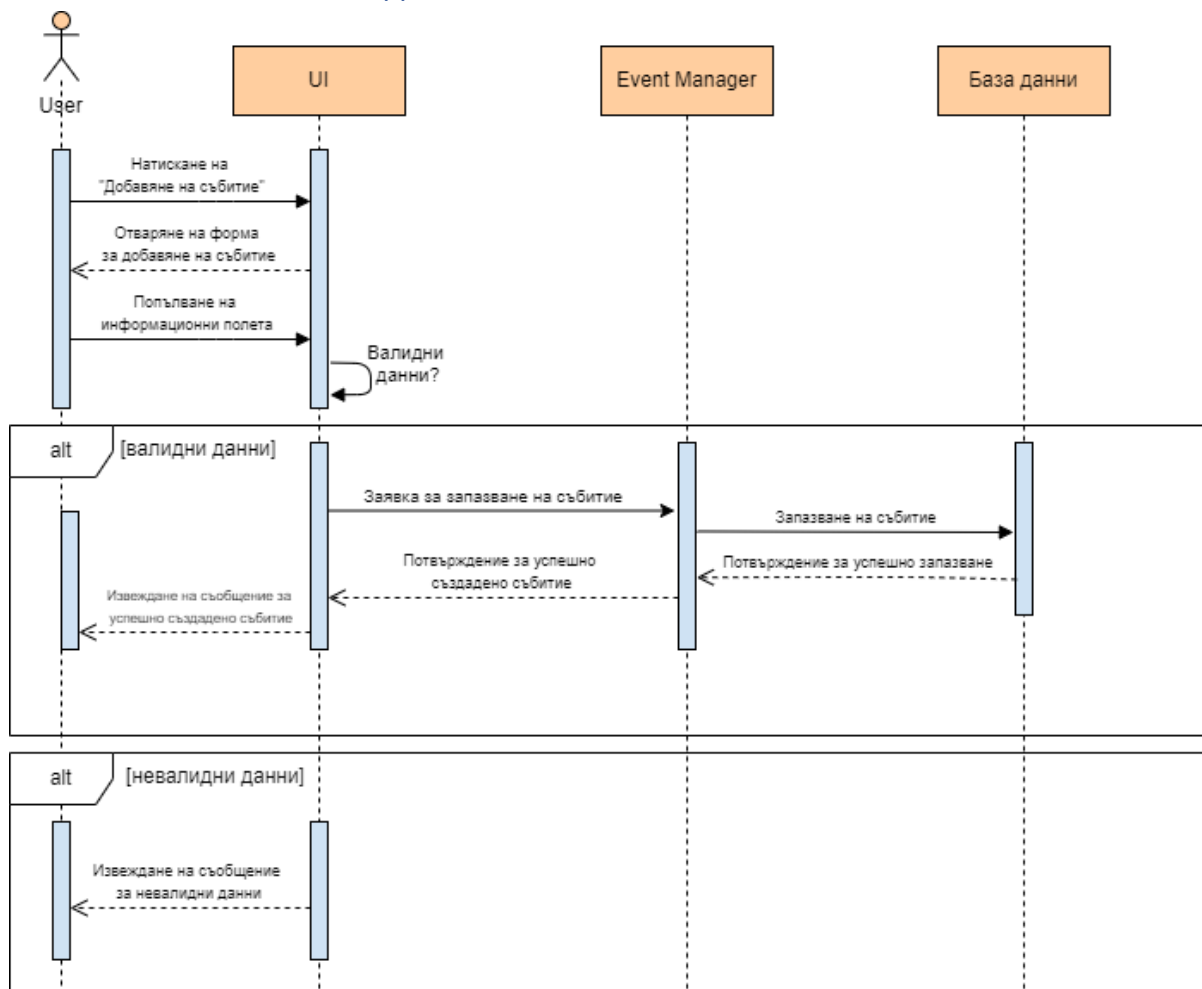 User
UI
Event Manager
База данни
Натискане на
"Добавяне на събитие"
Отваряне на форма
за добавяне на събитие
Попълване на
информационни полета
Валидни
данни?
alt
[валидни данни]
Заявка за запазване на събитие
Запазване на събитие
Потвърждение за успешно
създадено събитие
Потвърждение за успешно запазване
Извеждане на съобщение за
успешно създадено събитие
alt
[невалидни данни]
Извеждане на съобщение
за невалидни данни